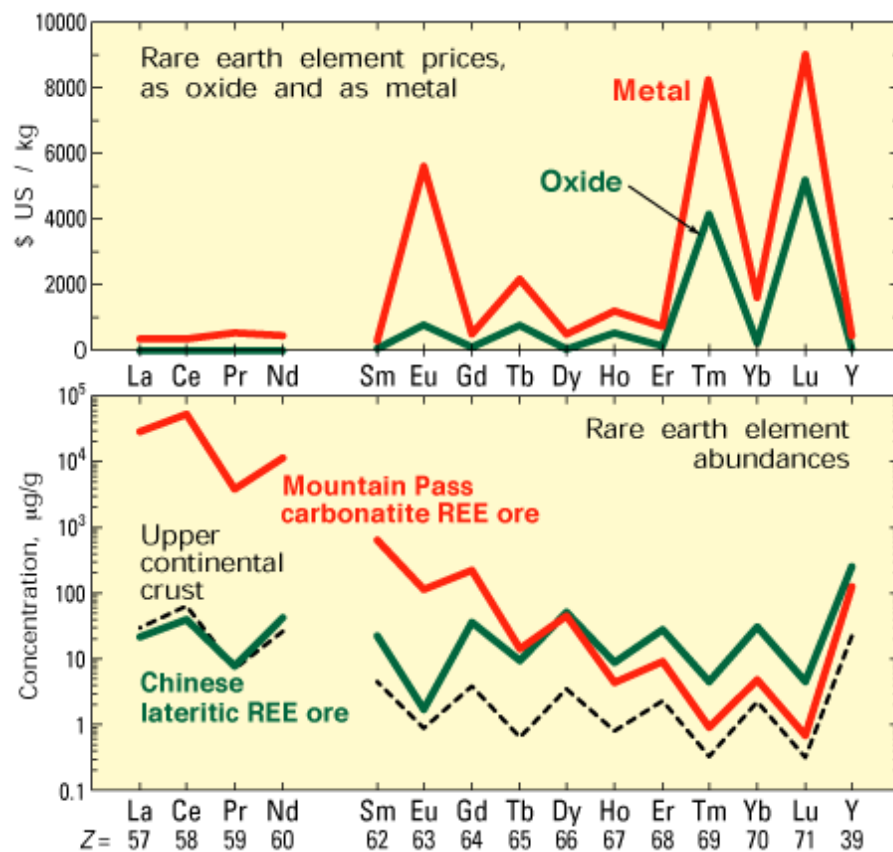 Rare earth element prices,
as oxide and as metal
Metal
Oxide
$ US / kg
10000
8000
6000
4000
2000
0
La Ce Pr Nd Sm Eu Gd Tb Dy Ho Er Tm Yb Lu Y
Rare earth element
abundances
Mountain Pass
carbonatite REE ore
Upper
continental
crust
Chinese
lateritic REE ore
Concentration, µg/g
10⁵
10⁴
10³
100
10
1
0.1
La Ce Pr Nd Sm Eu Gd Tb Dy Ho Er Tm Yb Lu Y
Z= 57 58 59 60 62 63 64 65 66 67 68 69 70 71 39